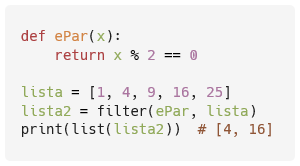 def ePar(x):
    return x % 2 == 0

lista = [1, 4, 9, 16, 25]
lista2 = filter(ePar, lista)
print(list(lista2))  # [4, 16]